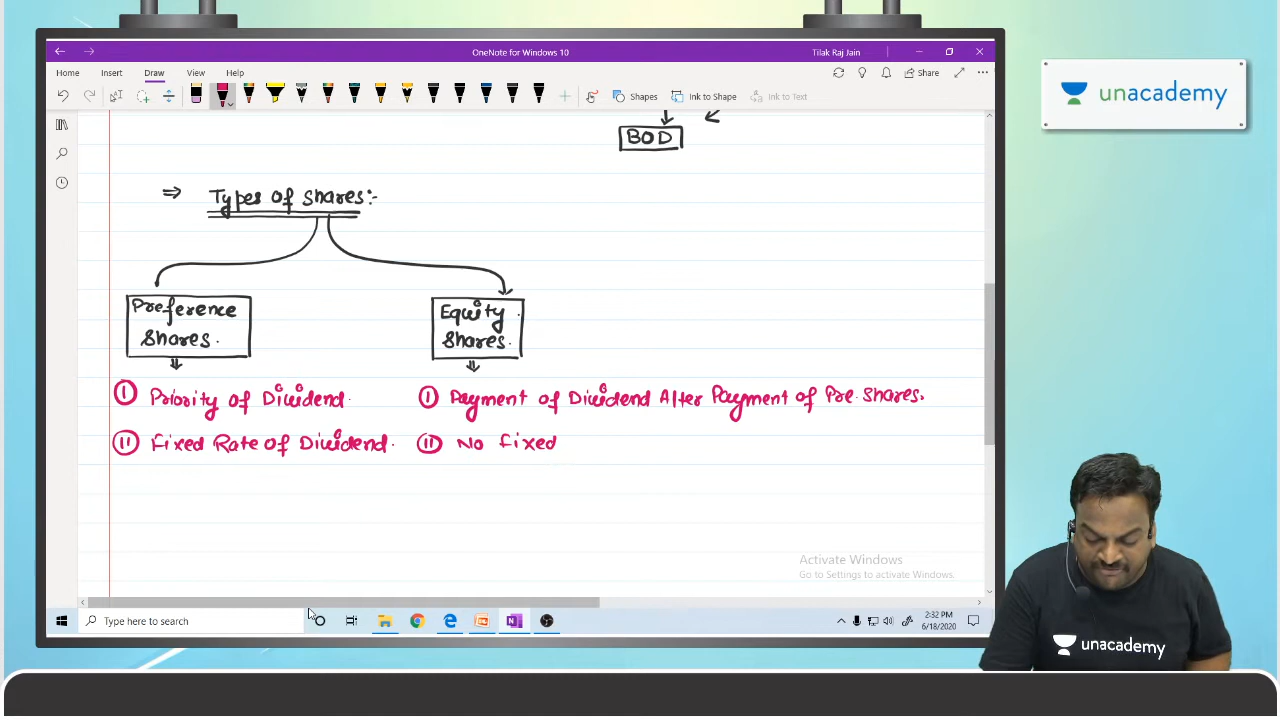 OneNote for Windows 10
Tilak Raj Jain
Home Insert Draw View Help
Share
Shapes
Ink to Shape
Ink to Text
unacademy
BOD
⇒ Types of Shares:-
Preference
Shares.
Equity
Shares.
① Priority of Dividend.
① Payment of Dividend After Payment of Pre. Shares.
⑪ Fixed Rate of Dividend.
⑪ No fixed
Activate Windows
Go to Settings to activate Windows.
Type here to search
2:32 PM
6/18/2020
unacademy